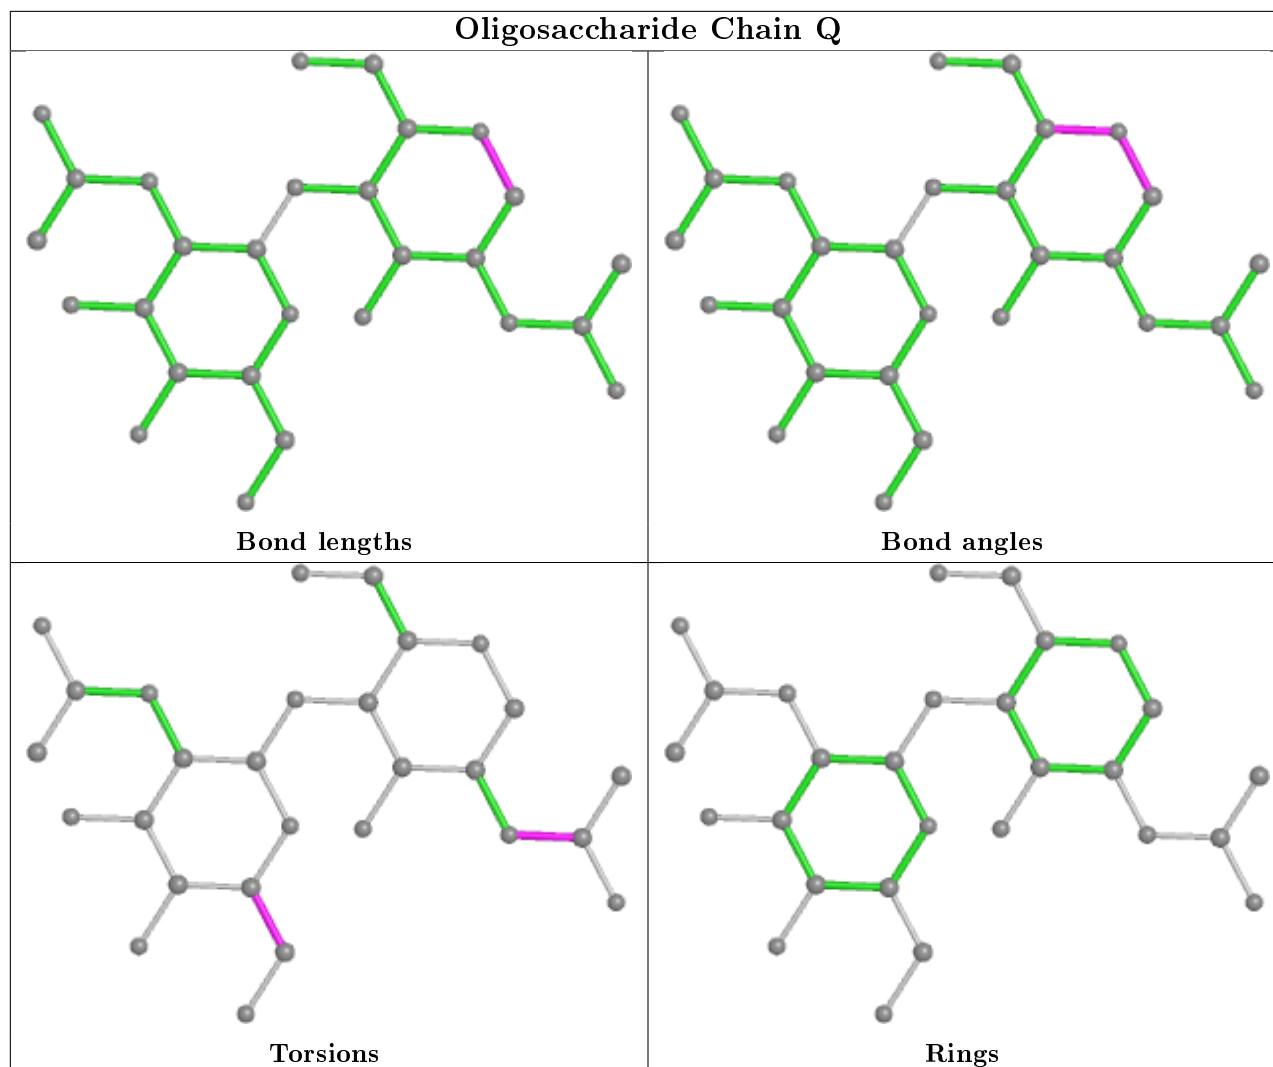 Oligosaccharide Chain Q
Bond lengths
Bond angles
Torsions
Rings